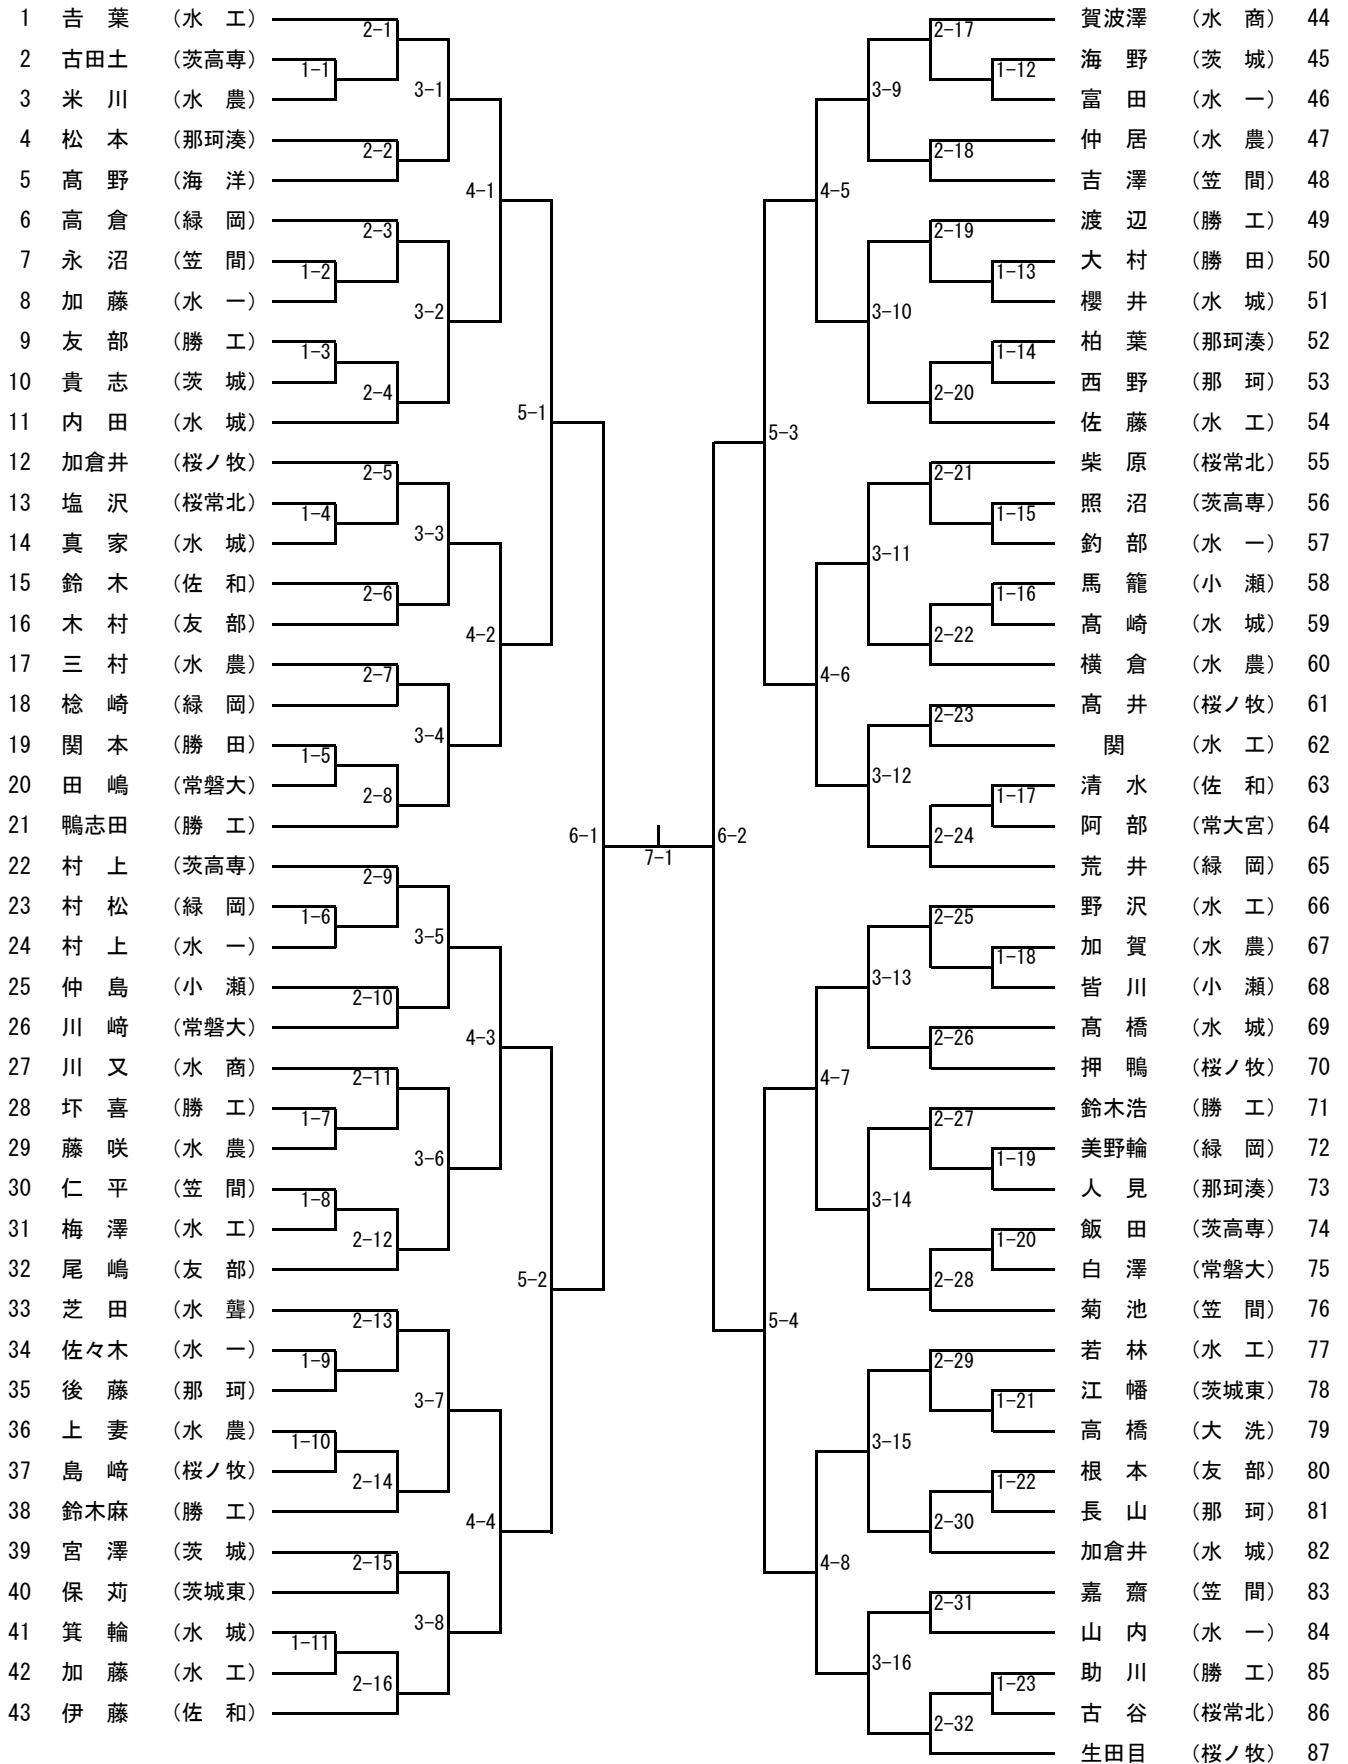 1 吉 葉 （水 工）
2 古田土 （茨高専）
3 米 川 （水 農）
4 松 本 （那珂湊）
5 髙 野 （海 洋）
6 高 倉 （緑 岡）
7 永 沼 （笠 間）
8 加 藤 （水 一）
9 友 部 （勝 工）
10 貴 志 （茨 城）
11 内 田 （水 城）
12 加倉井 （桜ノ牧）
13 塩 沢 （桜常北）
14 真 家 （水 城）
15 鈴 木 （佐 和）
16 木 村 （友 部）
17 三 村 （水 農）
18 樋 崎 （緑 岡）
19 関 本 （勝 田）
20 田 嶋 （常磐大）
21 鴨志田 （勝 工）
22 村 上 （茨高専）
23 村 松 （緑 岡）
24 村 上 （水 一）
25 仲 島 （小 瀬）
26 川 﨑 （常磐大）
27 川 又 （水 商）
28 圷 喜 （勝 工）
29 藤 咲 （水 農）
30 仁 平 （笠 間）
31 梅 澤 （水 工）
32 尾 嶋 （友 部）
33 芝 田 （水 聾）
34 佐々木 （水 一）
35 後 藤 （那 珂）
36 上 妻 （水 農）
37 島 﨑 （桜ノ牧）
38 鈴木麻 （勝 工）
39 宮 澤 （茨 城）
40 保 苅 （茨城東）
41 箕 輪 （水 城）
42 加 藤 （水 工）
43 伊 藤 （佐 和）
1-1
1-2
1-3
1-4
1-5
1-6
1-7
1-8
1-9
1-10
1-11
2-1
2-2
2-3
2-4
2-5
2-6
2-7
2-8
2-9
2-10
2-11
2-12
2-13
2-14
2-15
2-16
3-1
3-2
3-3
3-4
3-5
3-6
3-7
3-8
4-1
4-2
4-3
4-4
5-1
5-2
6-1
7-1
6-2
5-3
5-4
4-5
4-6
4-7
4-8
3-9
3-10
3-11
3-12
3-13
3-14
3-15
3-16
2-17
2-18
2-19
2-20
2-21
2-22
2-23
2-24
2-25
2-26
2-27
2-28
2-29
2-30
2-31
2-32
1-12
1-13
1-14
1-15
1-16
1-17
1-18
1-19
1-20
1-21
1-22
1-23
賀波澤 （水 商） 44
海 野 （茨 城） 45
富 田 （水 一） 46
仲 居 （水 農） 47
吉 澤 （笠 間） 48
渡 辺 （勝 工） 49
大 村 （勝 田） 50
櫻 井 （水 城） 51
柏 葉 （那珂湊） 52
西 野 （那 珂） 53
佐 藤 （水 工） 54
柴 原 （桜常北） 55
照 沼 （茨高専） 56
釣 部 （水 一） 57
馬 籠 （小 瀬） 58
髙 崎 （水 城） 59
横 倉 （水 農） 60
髙 井 （桜ノ牧） 61
関 （水 工） 62
清 水 （佐 和） 63
阿 部 （常大宮） 64
荒 井 （緑 岡） 65
野 沢 （水 工） 66
加 賀 （水 農） 67
皆 川 （小 瀬） 68
髙 橋 （水 城） 69
押 鴨 （桜ノ牧） 70
鈴木浩 （勝 工） 71
美野輪 （緑 岡） 72
人 見 （那珂湊） 73
飯 田 （茨高専） 74
白 澤 （常磐大） 75
菊 池 （笠 間） 76
若 林 （水 工） 77
江 幡 （茨城東） 78
高 橋 （大 洗） 79
根 本 （友 部） 80
長 山 （那 珂） 81
加倉井 （水 城） 82
嘉 齋 （笠 間） 83
山 内 （水 一） 84
助 川 （勝 工） 85
古 谷 （桜常北） 86
生田目 （桜ノ牧） 87